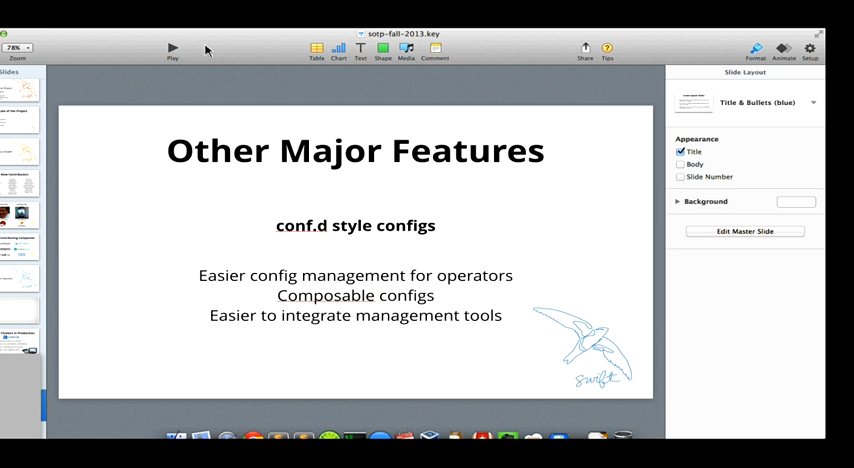 sotp-fall-2013.key
78%
Zoom
Play
Table
Chart
Text
Shape
Media
Comment
Share
Tips
Format
Animate
Setup
Slides
Slide Layout
Title & Bullets (blue)
Appearance
Title
Body
Slide Number
Background
Edit Master Slide
Other Major Features
conf.d style configs
Easier config management for operators
Composable configs
Easier to integrate management tools
swift